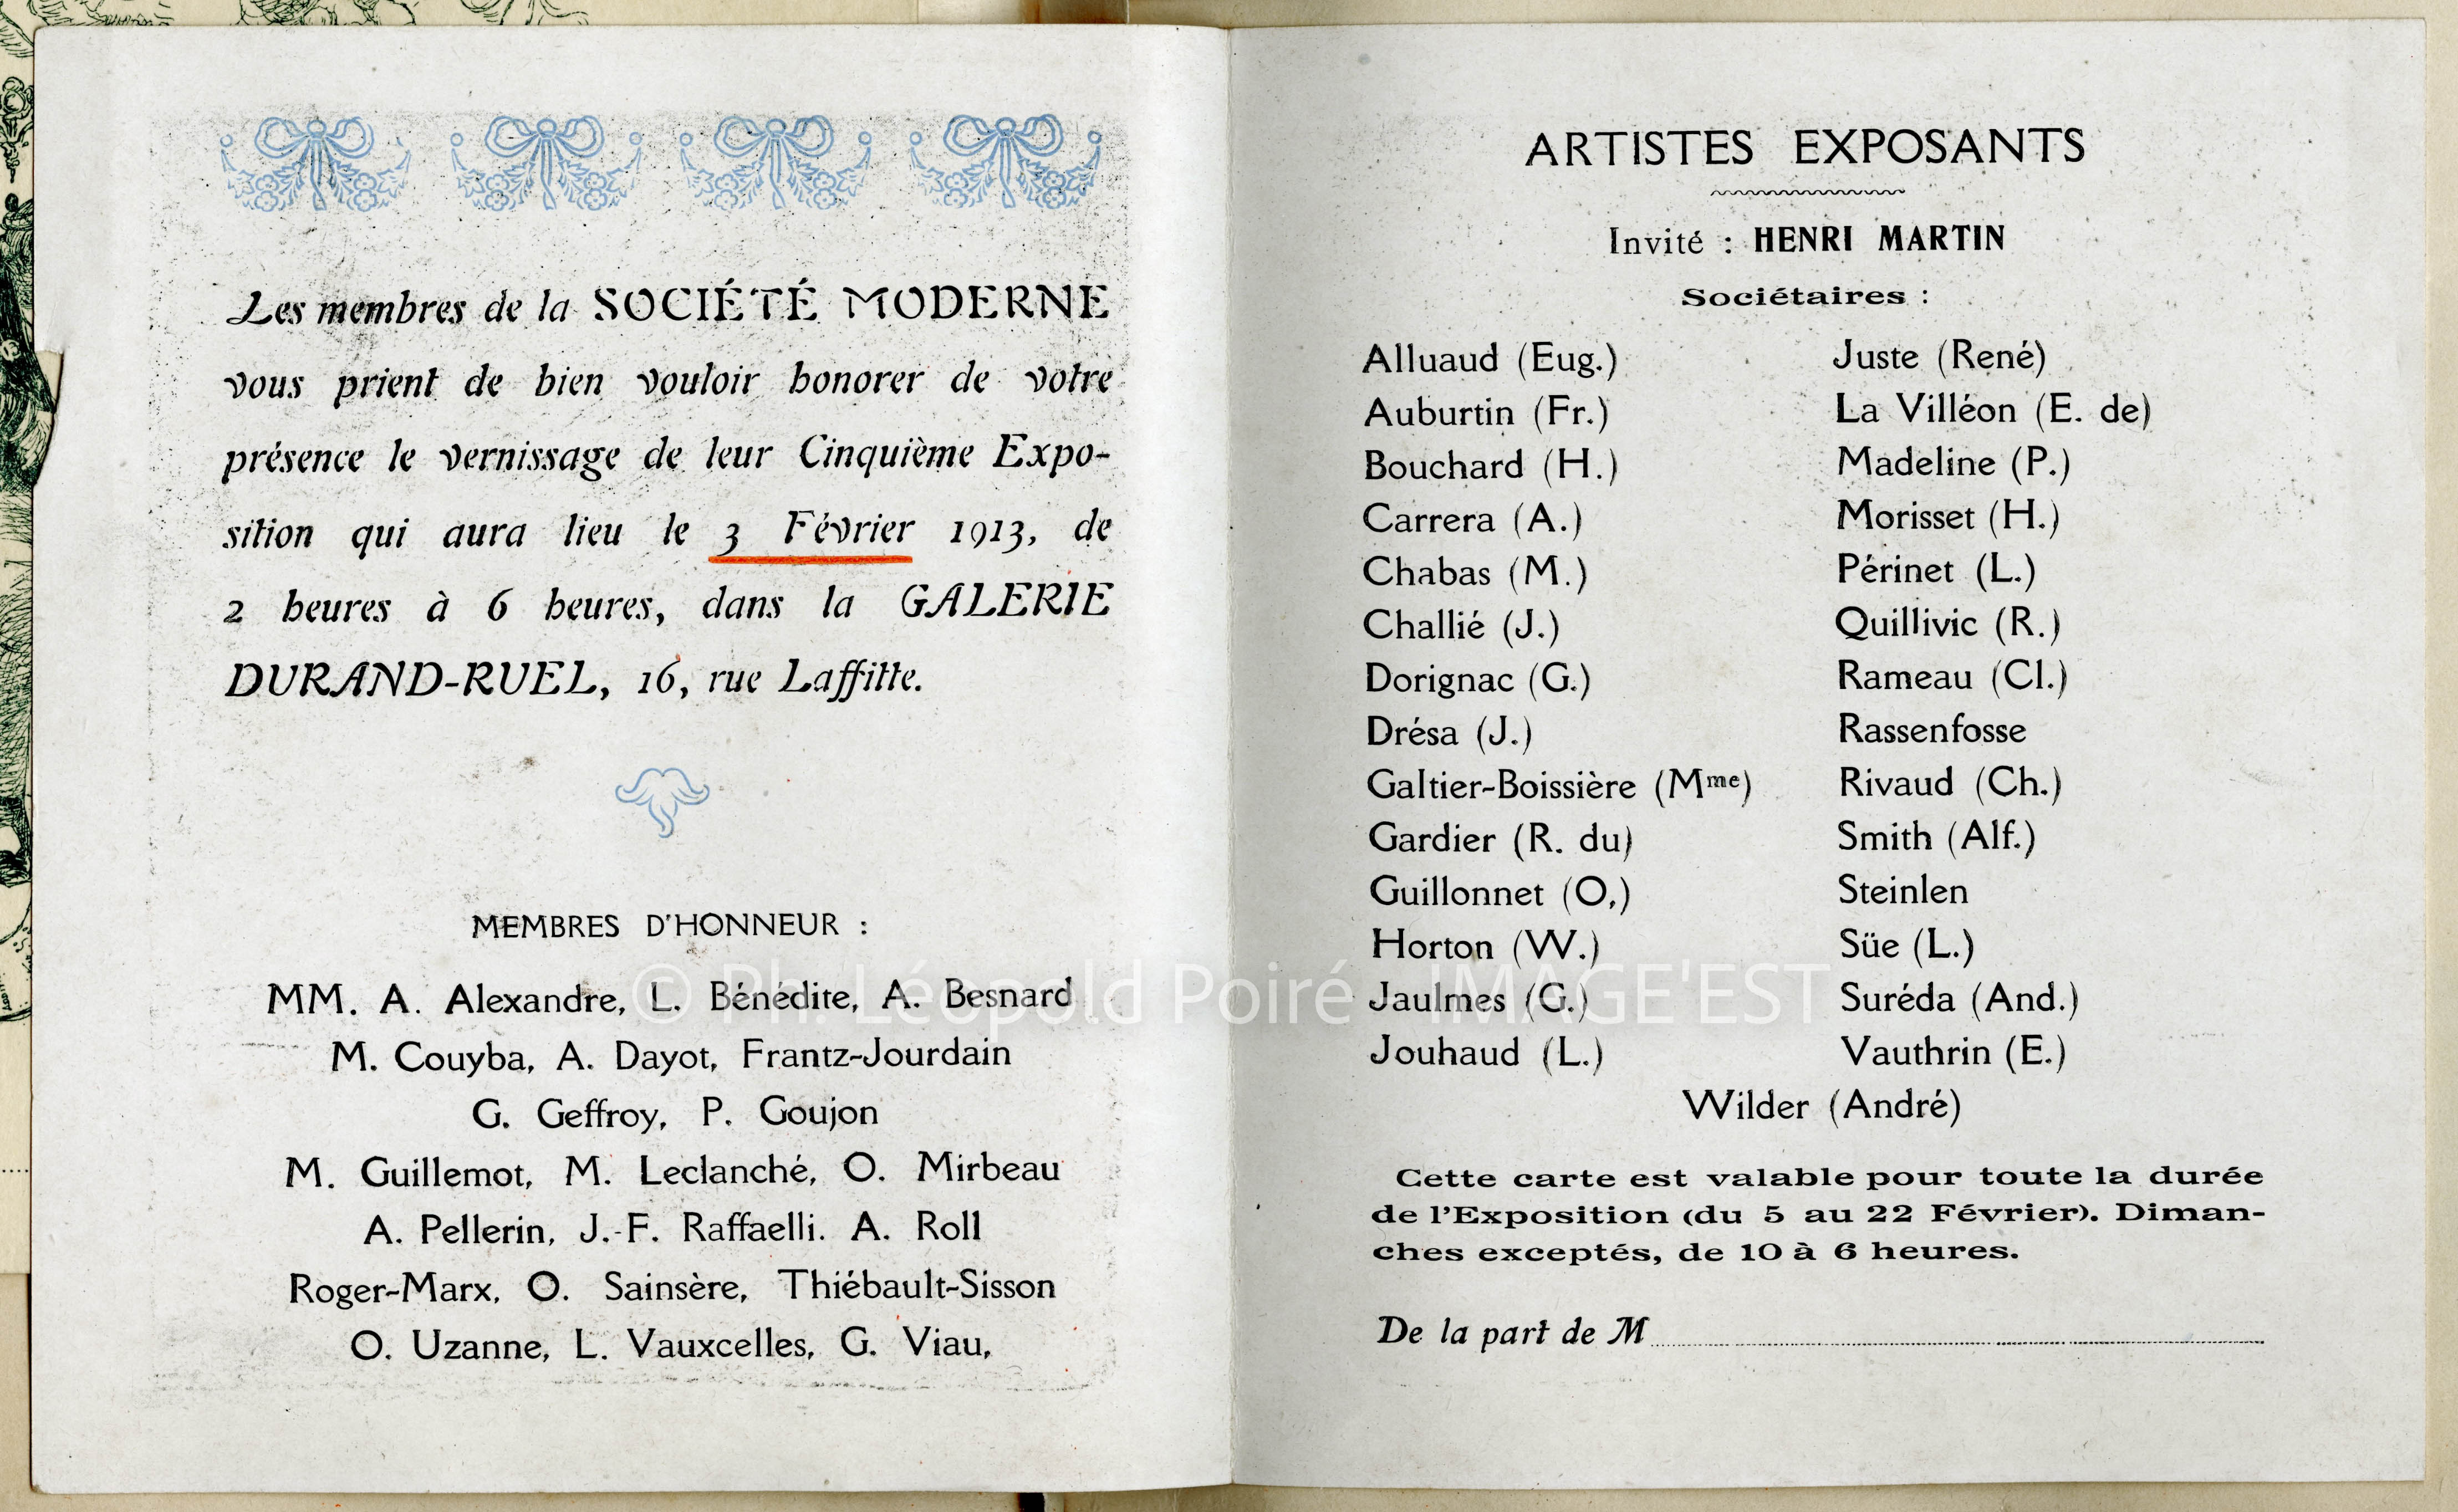 Les membres de la SOCIÉTÉ MODERNE
vous prient de bien vouloir honorer de votre
présence le vernissage de leur Cinquième Expo-
sition qui aura lieu le 3 Février 1913, de
2 heures à 6 heures, dans la GALERIE
DURAND-RUEL, 16, rue Laffitte.
MEMBRES D'HONNEUR :
MM. A. Alexandre, L. Bénédite, A. Besnard
M. Couyba, A. Dayot, Frantz-Jourdain
G. Geffroy, P. Goujon
M. Guillemot, M. Leclanché, O. Mirbeau
A. Pellerin, J.-F. Raffaelli. A. Roll
Roger-Marx, O. Sainsère, Thiébault-Sisson
O. Uzanne, L. Vauxcelles, G. Viau,
ARTISTES EXPOSANTS
Invité : HENRI MARTIN
Sociétaires :
Alluaud (Eug.)
Auburtin (Fr.)
Bouchard (H.)
Carrera (A.)
Chabas (M.)
Challié (J.)
Dorignac (G.)
Drésa (J.)
Galtier-Boissière (Mme)
Gardier (R. du)
Guillonnet (O,)
Horton (W.)
Jaulmes (G.)
Jouhaud (L.)
Juste (René)
La Villéon (E. de)
Madeline (P.)
Morisset (H.)
Périnet (L.)
Quillivic (R.)
Rameau (Cl.)
Rassenfosse
Rivaud (Ch.)
Smith (Alf.)
Steinlen
Süe (L.)
Suréda (And.)
Vauthrin (E.)
Wilder (André)
Cette carte est valable pour toute la durée
de l'Exposition (du 5 au 22 Février). Diman-
ches exceptés, de 10 à 6 heures.
De la part de M
© Ph. Léopold Poiré - IMAGE'EST